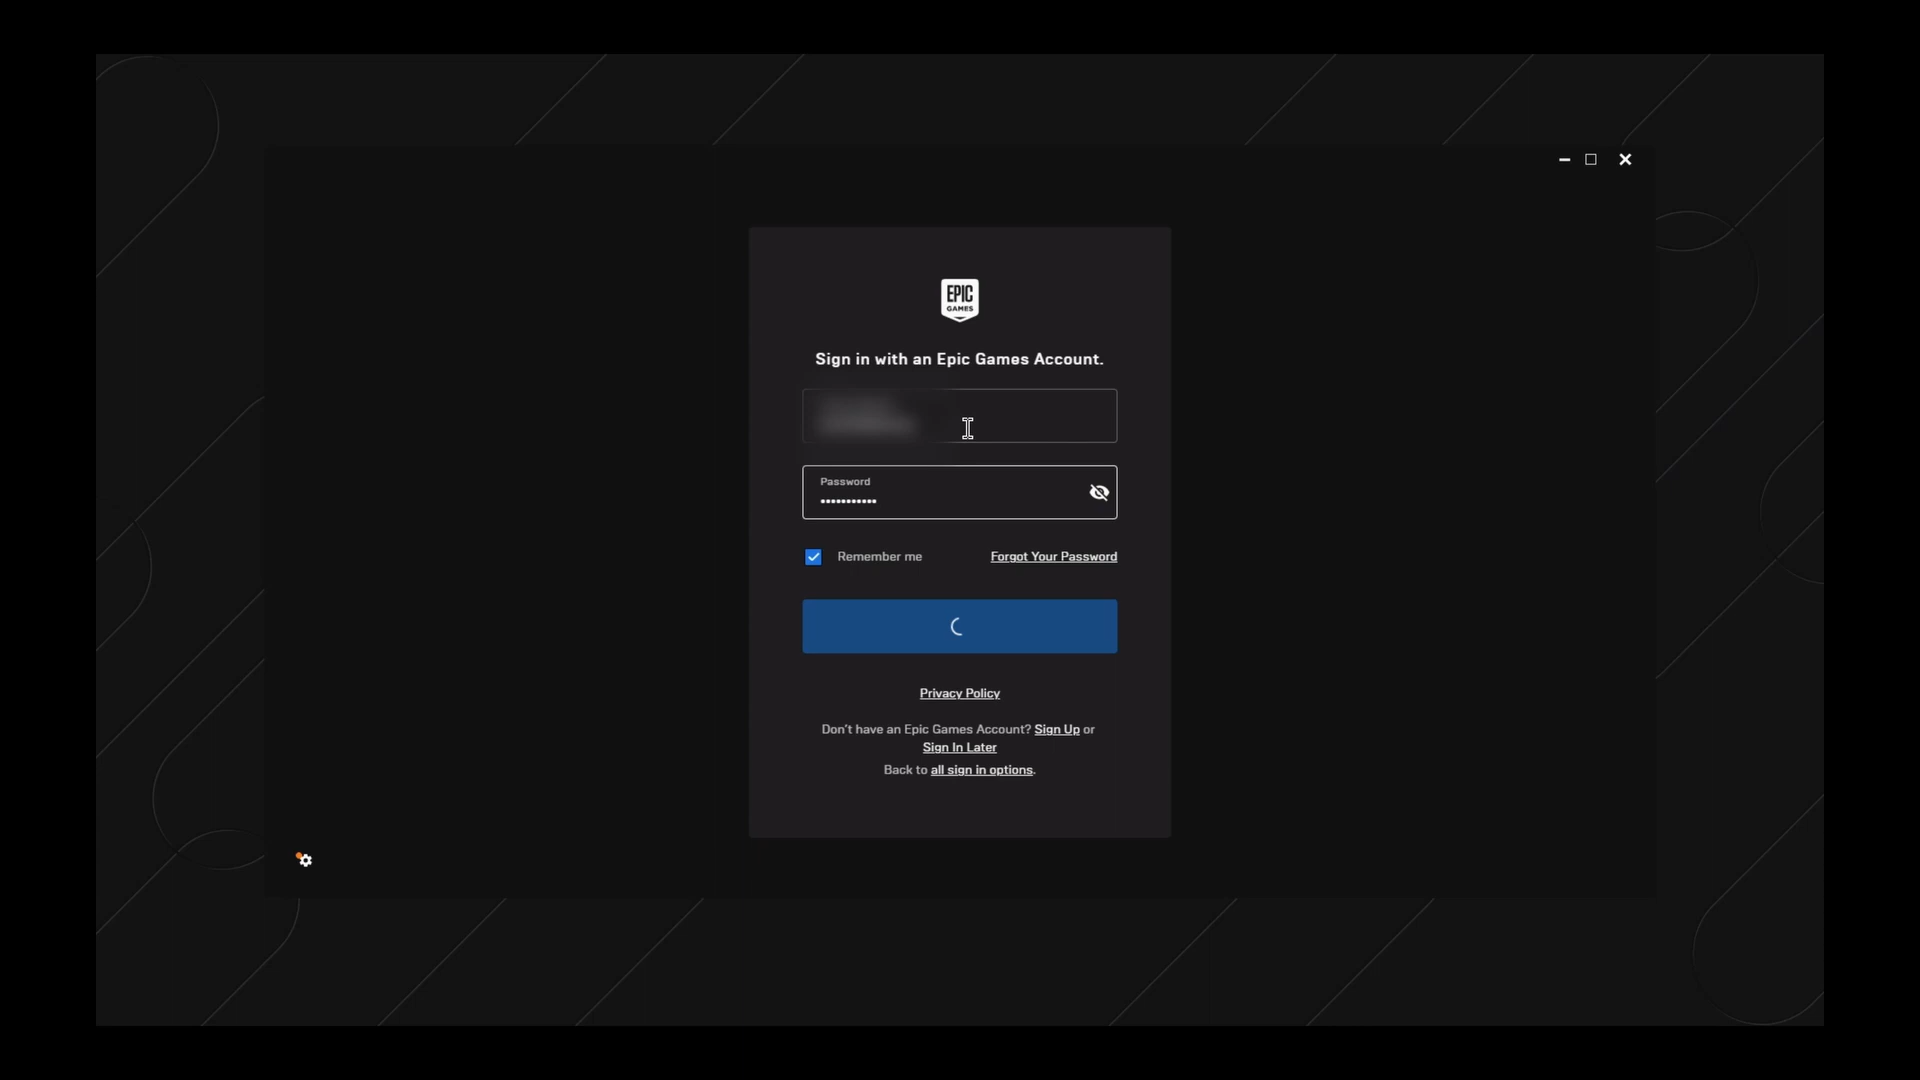 EPIC
GAMES
Sign in with an Epic Games Account.
Password
•••••••••••
Remember me
Forgot Your Password
Privacy Policy
Don't have an Epic Games Account? Sign Up or
Sign In Later
Back to all sign in options.